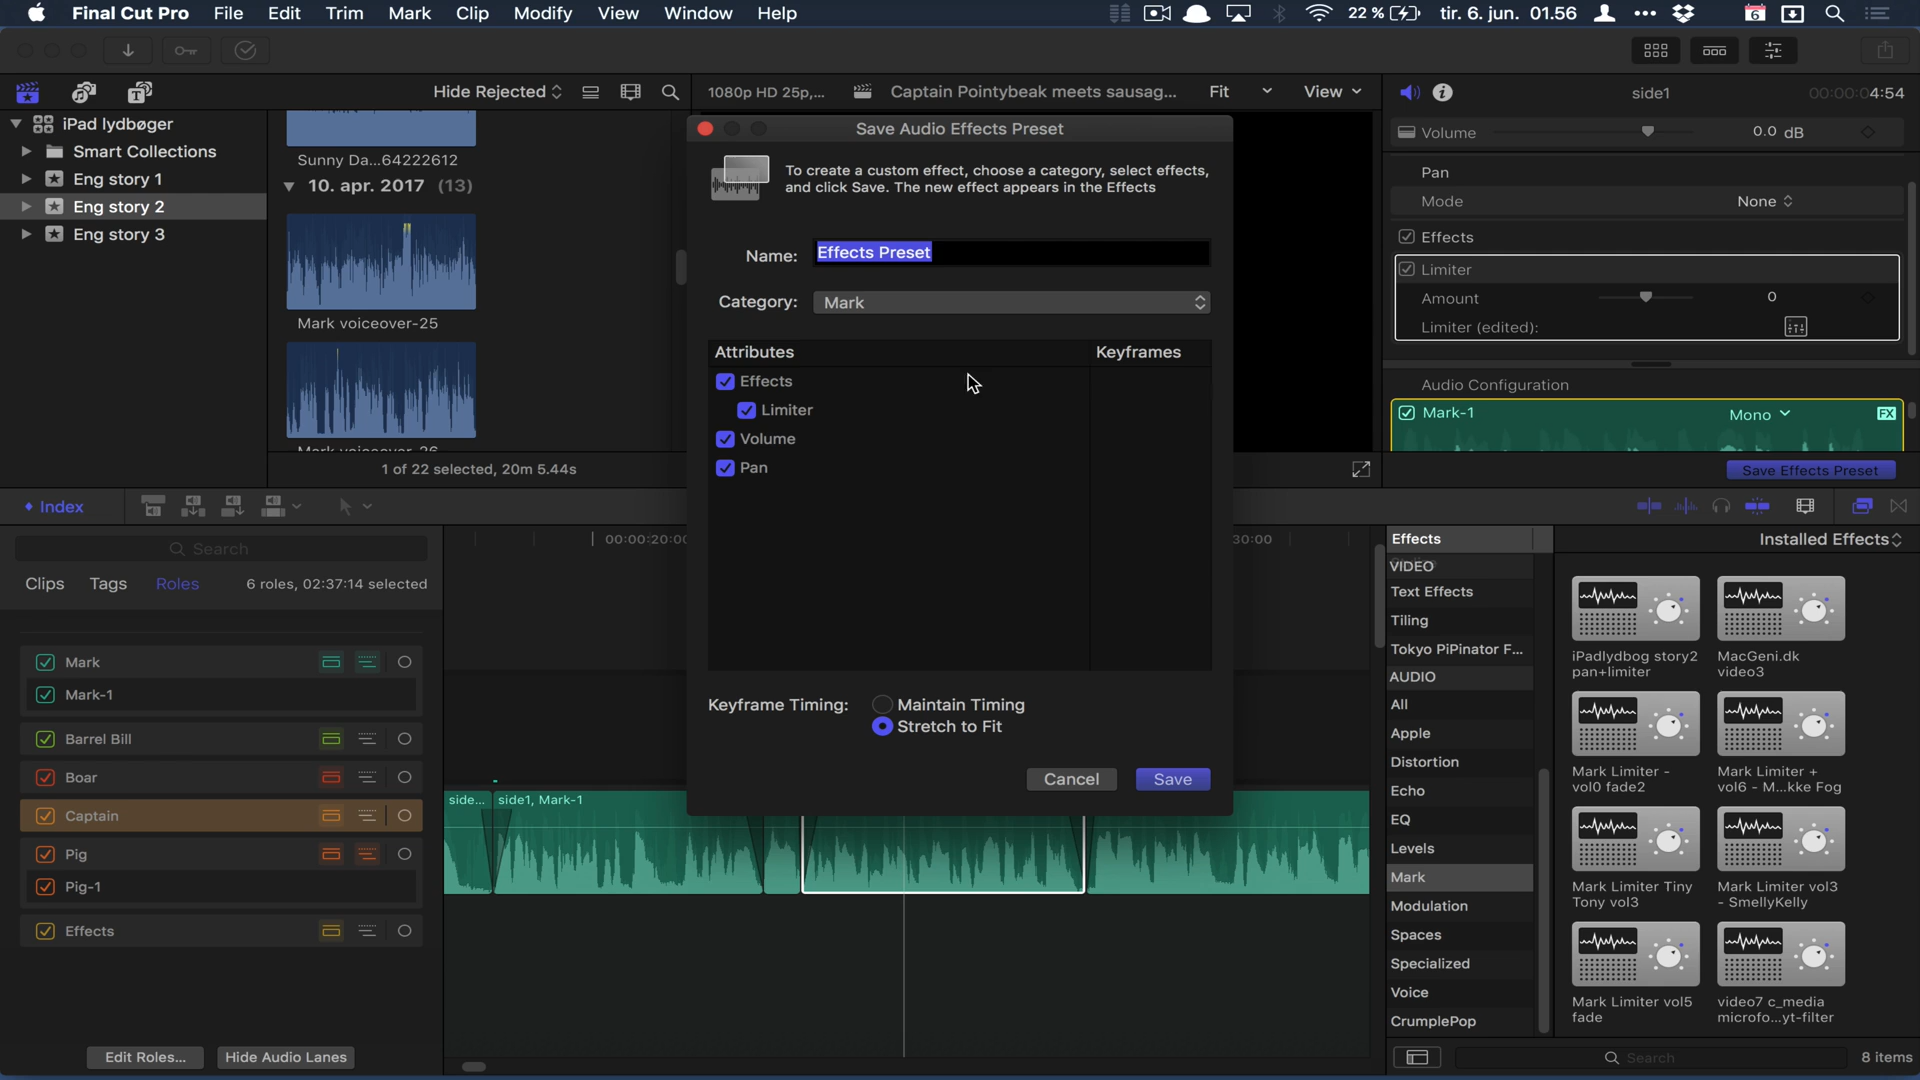 Final Cut Pro File Edit Trim Mark Clip Modify View Window Help
22 % tir. 6. jun. 01.56 side 6
Hide Rejected
1080p HD 25p,... Captain Pointybeak meets sausag... Fit View
side1 00:00:04:54
iPad lydbøger
Smart Collections
Eng story 1
Eng story 2
Eng story 3
Sunny Da...64222612
10. apr. 2017 (13)
Mark voiceover-25
1 of 22 selected, 20m 5.44s
Save Audio Effects Preset
To create a custom effect, choose a category, select effects,
and click Save. The new effect appears in the Effects
Name: Effects Preset
Category: Mark
Attributes Keyframes
Effects
Limiter
Volume
Pan
Keyframe Timing: Maintain Timing
Stretch to Fit
Cancel Save
Volume 0.0 dB
Pan
Mode None
Effects
Limiter
Amount 0
Limiter (edited):
Audio Configuration
Mark-1 Mono FX
Save Effects Preset
Index
Search
Clips Tags Roles 6 roles, 02:37:14 selected
Mark
Mark-1
Barrel Bill
Boar
Captain
Pig
Pig-1
Effects
Edit Roles... Hide Audio Lanes
00:00:20:00
30:00
side... side1, Mark-1
Effects Installed Effects
VIDEO
Text Effects
Tiling
Tokyo PiPinator F...
AUDIO
All
Apple
Distortion
Echo
EQ
Levels
Mark
Modulation
Spaces
Specialized
Voice
CrumplePop
iPadlydbog story2
pan+limiter
MacGeni.dk
video3
Mark Limiter -
vol0 fade2
Mark Limiter +
vol6 - M...kke Fog
Mark Limiter Tiny
Tony vol3
Mark Limiter vol3
- SmellyKelly
Mark Limiter vol5
fade
video7 c_media
microfo...yt-filter
Search 8 items